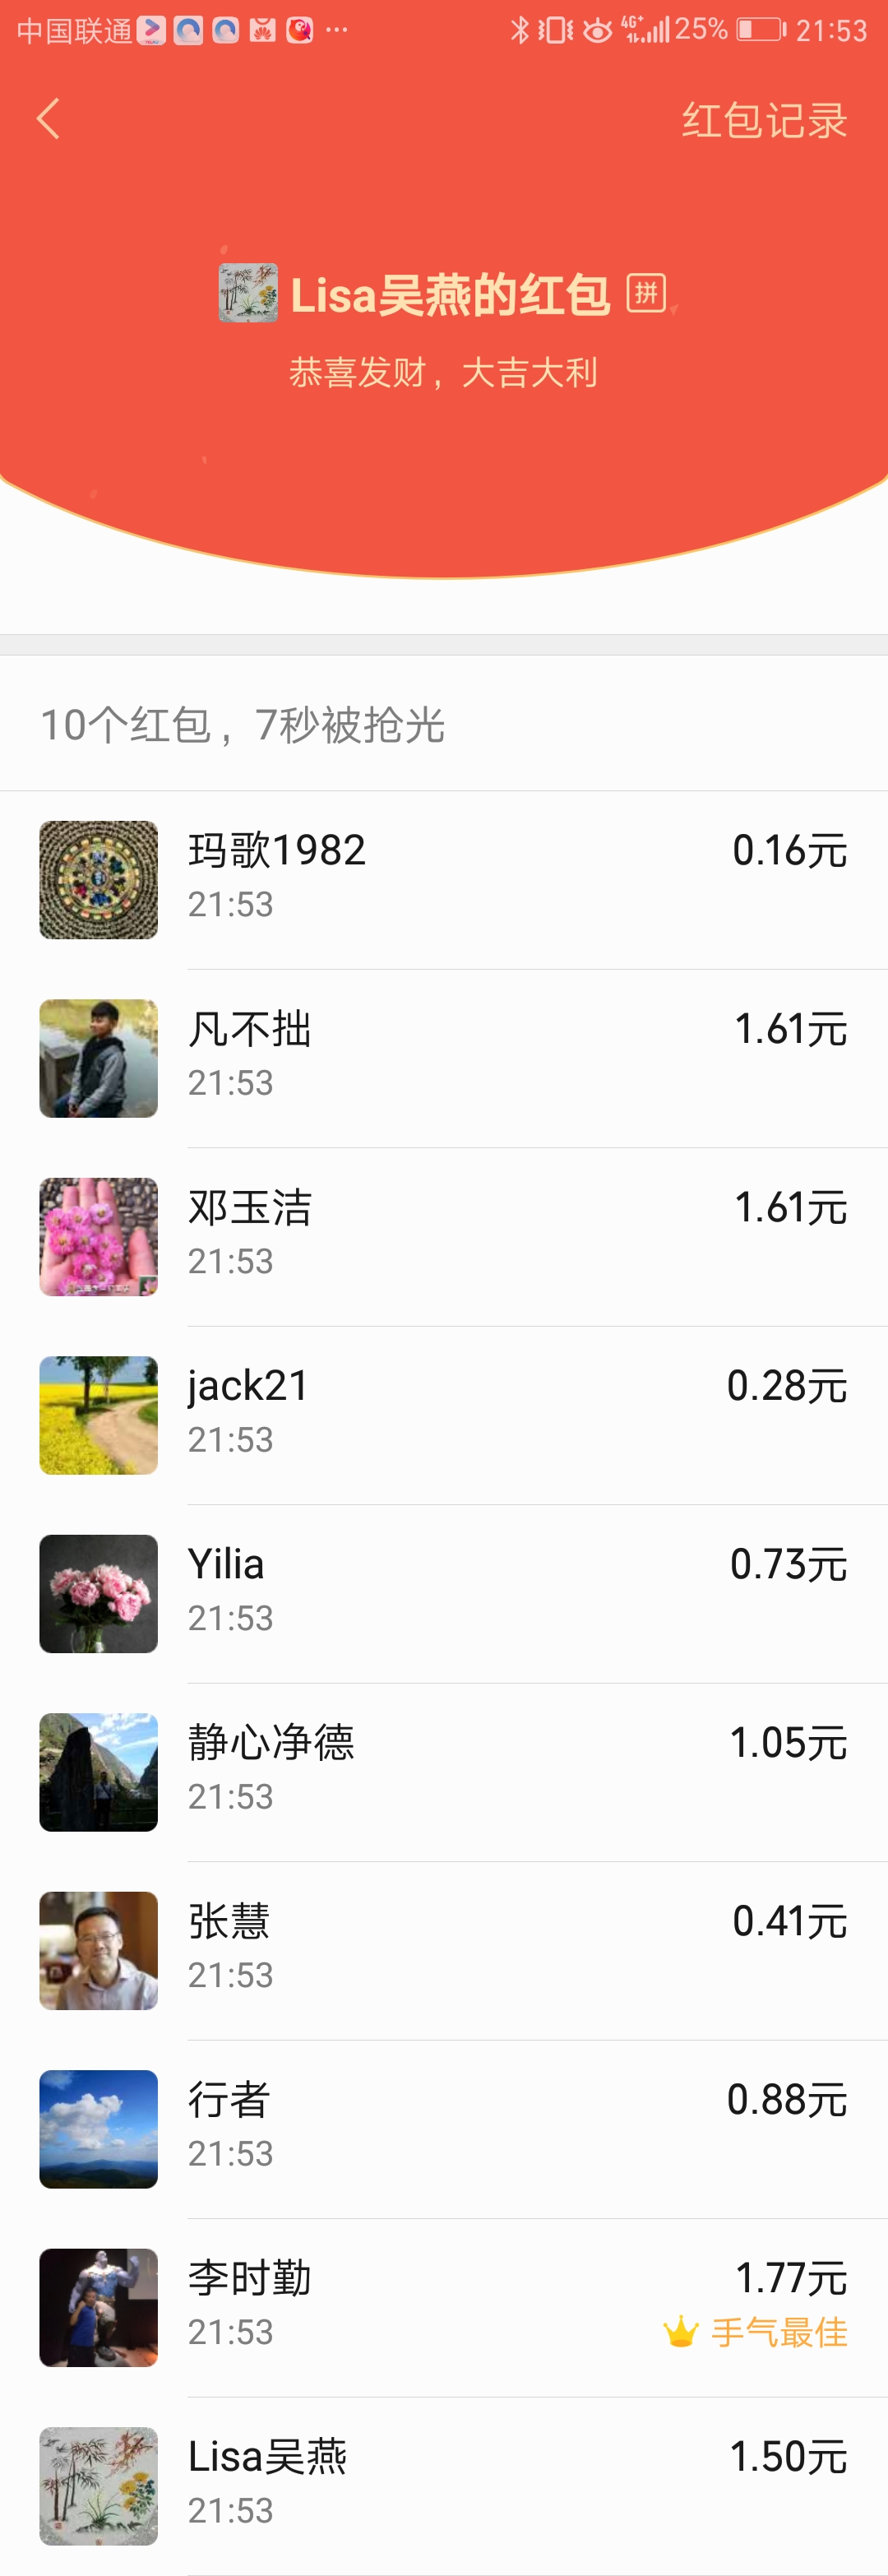 中国联通 ... 4G+ 25% 21:53
红包记录
Lisa吴燕的红包 拼
恭喜发财，大吉大利
10个红包，7秒被抢光
玛歌1982 0.16元
21:53
凡不拙 1.61元
21:53
邓玉洁 1.61元
21:53
jack21 0.28元
21:53
Yilia 0.73元
21:53
静心净德 1.05元
21:53
张慧 0.41元
21:53
行者 0.88元
21:53
李时勤 1.77元
21:53 手气最佳
Lisa吴燕 1.50元
21:53